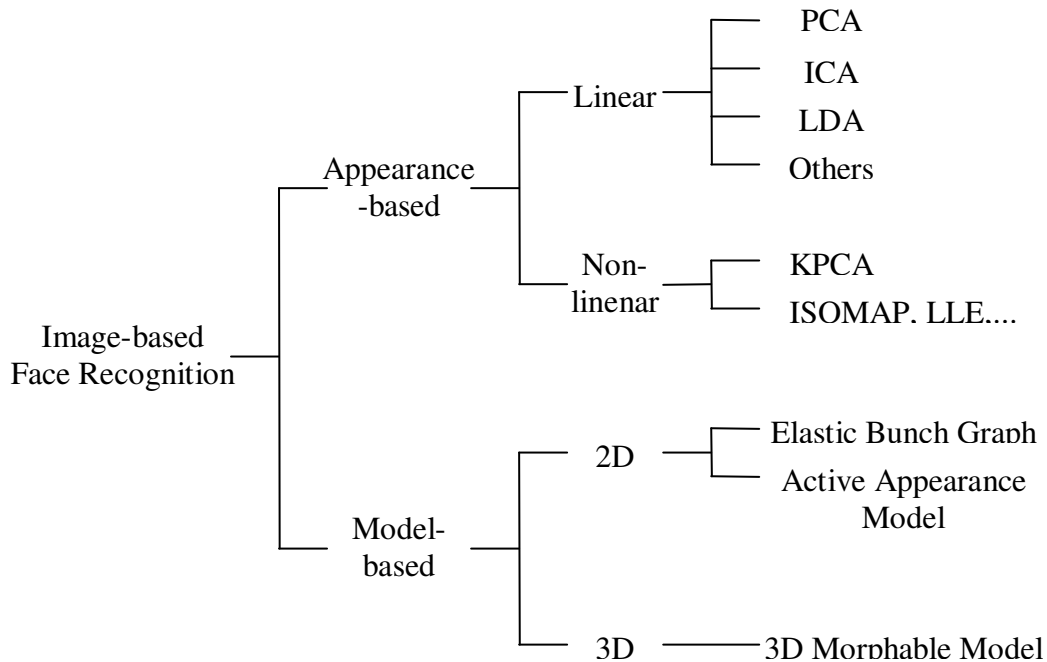 PCA
ICA
Linear
LDA
Others
Appearance
-based
Non-
linenar
KPCA
ISOMAP, LLE,...
Image-based
Face Recognition
2D
Elastic Bunch Graph
Active Appearance
Model
Model-
based
3D
3D Morphable Model